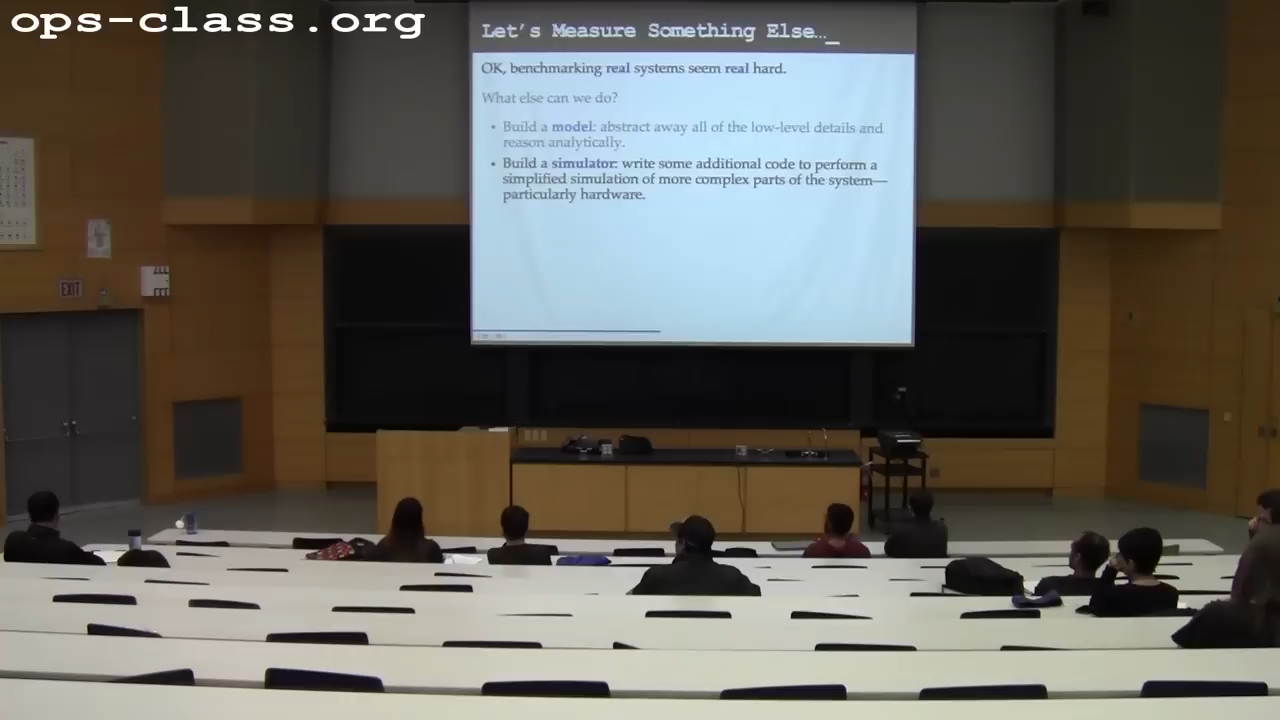 ops-class.org
Let's Measure Something Else…_
OK, benchmarking real systems seem real hard.
What else can we do?
• Build a model: abstract away all of the low-level details and
reason analytically.
• Build a simulator: write some additional code to perform a
simplified simulation of more complex parts of the system—
particularly hardware.
EXIT